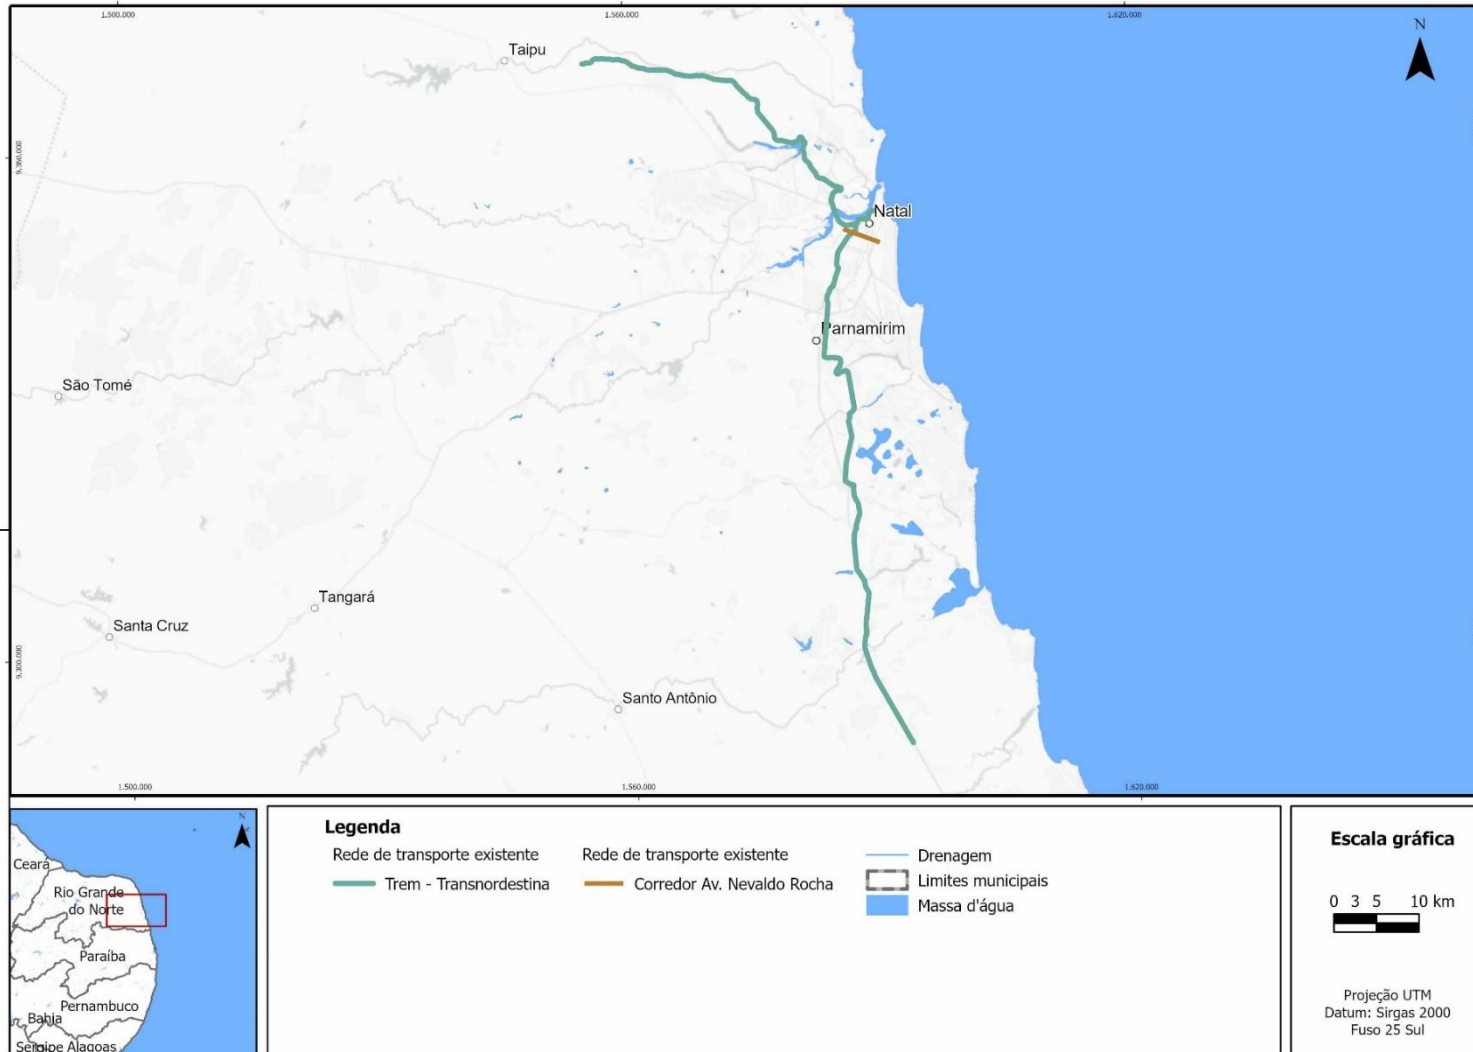 1.500.000
1.560.000
1.620.000
N
Taipu
9.360.000
Natal
Parnamirim
São Tomé
Tangará
Santa Cruz
9.300.000
Santo Antônio
1.500.000
1.560.000
1.620.000
N
Ceará
Rio Grande
do Norte
Paraíba
Pernambuco
Bahia
Sergipe Alagoas
Legenda
Rede de transporte existente
Trem - Transnordestina
Rede de transporte existente
Corredor Av. Nevaldo Rocha
Drenagem
Limites municipais
Massa d'água
Escala gráfica
0 3 5 10 km
Projeção UTM
Datum: Sirgas 2000
Fuso 25 Sul